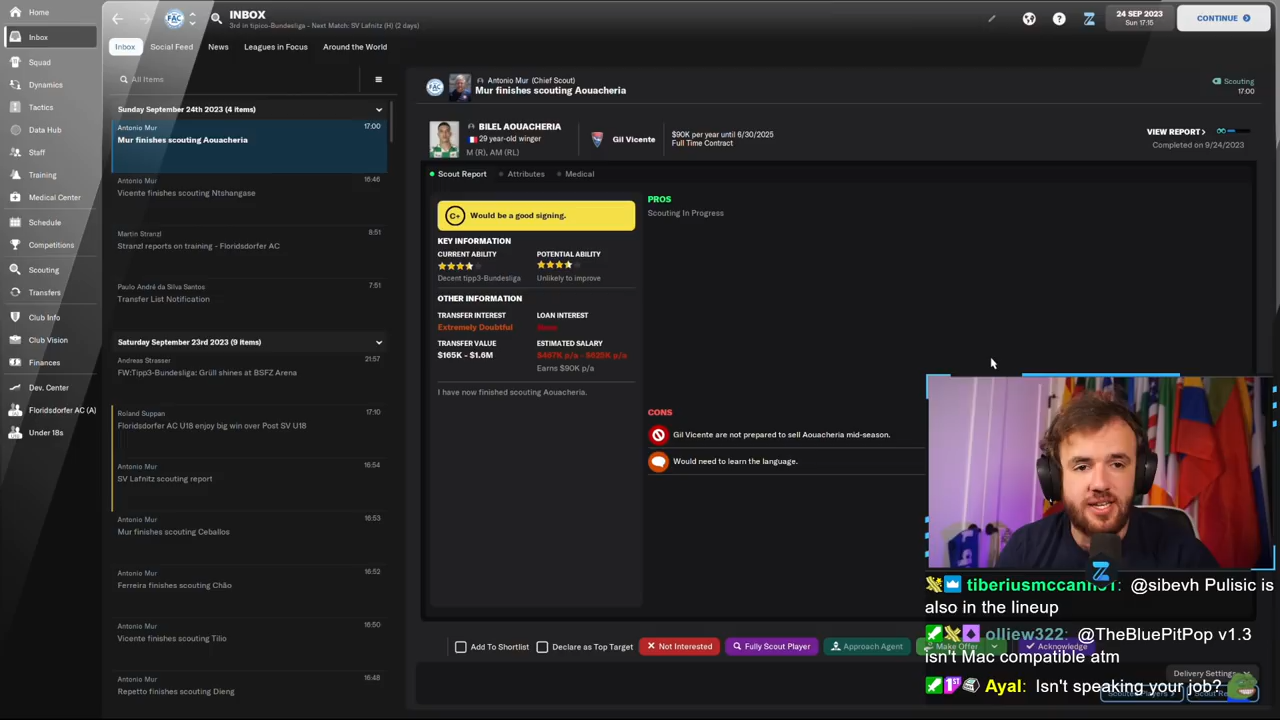 Home
Inbox
Squad
Dynamics
Tactics
Data Hub
Staff
Training
Medical Center
Schedule
Competitions
Scouting
Transfers
Club Info
Club Vision
Finances
Dev. Center
Floridsdorfer AC (A)
Under 18s
INBOX
3rd in tipico-Bundesliga - Next Match: SV Lafnitz (H) (2 days)
24 SEP 2023
Sun 17:15
CONTINUE
Inbox
Social Feed
News
Leagues in Focus
Around the World
All Items
Sunday September 24th 2023 (4 items)
Antonio Mur 17:00
Mur finishes scouting Aouacheria
Antonio Mur 16:46
Vicente finishes scouting Ntshangase
Martin Stranzl 8:51
Stranzl reports on training - Floridsdorfer AC
Paulo André da Silva Santos 7:51
Transfer List Notification
Saturday September 23rd 2023 (9 items)
Andreas Strasser 21:57
FW:Tipp3-Bundesliga: Grüll shines at BSFZ Arena
Roland Suppan 17:10
Floridsdorfer AC U18 enjoy big win over Post SV U18
Antonio Mur 16:54
SV Lafnitz scouting report
Antonio Mur 16:53
Mur finishes scouting Ceballos
Antonio Mur 16:52
Ferreira finishes scouting Chão
Antonio Mur 16:50
Vicente finishes scouting Tilio
Antonio Mur 16:48
Repetto finishes scouting Dieng
FAC
Antonio Mur (Chief Scout)
Mur finishes scouting Aouacheria
Scouting
17:00
BILEL AOUACHERIA
29 year-old winger
M (R), AM (RL)
Gil Vicente
$90K per year until 6/30/2025
Full Time Contract
VIEW REPORT
Completed on 9/24/2023
Scout Report
Attributes
Medical
C+
Would be a good signing.
KEY INFORMATION
CURRENT ABILITY
Decent tipp3-Bundesliga
POTENTIAL ABILITY
Unlikely to improve
OTHER INFORMATION
TRANSFER INTEREST
Extremely Doubtful
LOAN INTEREST
TRANSFER VALUE
$165K - $1.6M
ESTIMATED SALARY
$487K p/a - $625K p/a
Earns $90K p/a
I have now finished scouting Aouacheria.
PROS
Scouting In Progress
CONS
Gil Vicente are not prepared to sell Aouacheria mid-season.
Would need to learn the language.
Add To Shortlist
Declare as Top Target
Not Interested
Fully Scout Player
Approach Agent
Make Offer
Acknowledge
Delivery Settings
@sibevh Pulisic is
also in the lineup
olliew322: @TheBluePitPop v1.3
isn't Mac compatible atm
Ayal: Isn't speaking your job?